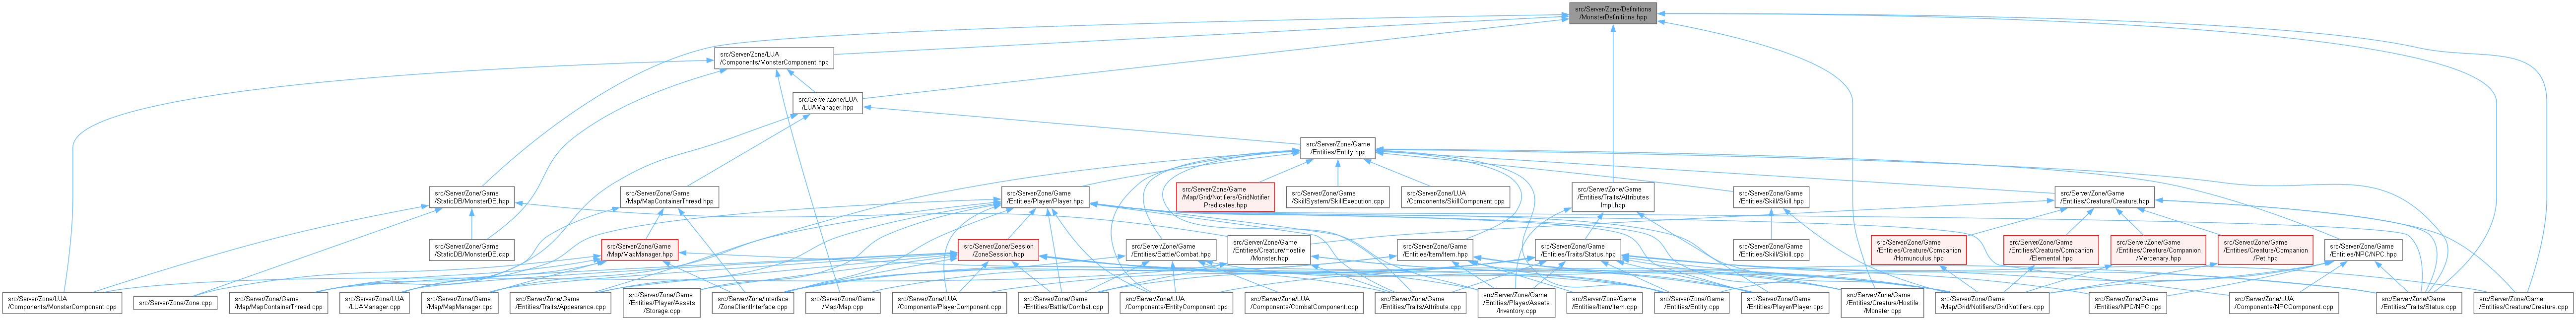 src/Server/Zone/Definitions
/MonsterDefinitions.hpp
src/Server/Zone/LUA
/Components/MonsterComponent.hpp
src/Server/Zone/LUA
/LUAManager.hpp
src/Server/Zone/Game
/Entities/Entity.hpp
src/Server/Zone/Game
/StaticDB/MonsterDB.hpp
src/Server/Zone/Game
/Map/MapContainerThread.hpp
src/Server/Zone/Game
/Entities/Player/Player.hpp
src/Server/Zone/Game
/Map/Grid/Notifiers/GridNotifier
Predicates.hpp
src/Server/Zone/Game
/SkillSystem/SkillExecution.cpp
src/Server/Zone/LUA
/Components/SkillComponent.cpp
src/Server/Zone/Game
/Entities/Traits/Attributes
Impl.hpp
src/Server/Zone/Game
/Entities/Skill/Skill.hpp
src/Server/Zone/Game
/Entities/Creature/Creature.hpp
src/Server/Zone/Game
/StaticDB/MonsterDB.cpp
src/Server/Zone/Game
/Map/MapManager.hpp
src/Server/Zone/Session
/ZoneSession.hpp
src/Server/Zone/Game
/Entities/Battle/Combat.hpp
src/Server/Zone/Game
/Entities/Creature/Hostile
/Monster.hpp
src/Server/Zone/Game
/Entities/Item/Item.hpp
src/Server/Zone/Game
/Entities/Traits/Status.hpp
src/Server/Zone/Game
/Entities/Skill/Skill.cpp
src/Server/Zone/Game
/Entities/Creature/Companion
/Homunculus.hpp
src/Server/Zone/Game
/Entities/Creature/Companion
/Elemental.hpp
src/Server/Zone/Game
/Entities/Creature/Companion
/Mercenary.hpp
src/Server/Zone/Game
/Entities/Creature/Companion
/Pet.hpp
src/Server/Zone/Game
/Entities/NPC/NPC.hpp
src/Server/Zone/LUA
/Components/MonsterComponent.cpp
src/Server/Zone/Zone.cpp
src/Server/Zone/Game
/Map/MapContainerThread.cpp
src/Server/Zone/LUA
/LUAManager.cpp
src/Server/Zone/Game
/Map/MapManager.cpp
src/Server/Zone/Game
/Entities/Traits/Appearance.cpp
src/Server/Zone/Game
/Entities/Player/Assets
/Storage.cpp
src/Server/Zone/Interface
/ZoneClientInterface.cpp
src/Server/Zone/Game
/Map/Map.cpp
src/Server/Zone/LUA
/Components/PlayerComponent.cpp
src/Server/Zone/Game
/Entities/Battle/Combat.cpp
src/Server/Zone/LUA
/Components/EntityComponent.cpp
src/Server/Zone/LUA
/Components/CombatComponent.cpp
src/Server/Zone/Game
/Entities/Traits/Attribute.cpp
src/Server/Zone/Game
/Entities/Player/Assets
/Inventory.cpp
src/Server/Zone/Game
/Entities/Item/Item.cpp
src/Server/Zone/Game
/Entities/Entity.cpp
src/Server/Zone/Game
/Entities/Player/Player.cpp
src/Server/Zone/Game
/Entities/Creature/Hostile
/Monster.cpp
src/Server/Zone/Game
/Map/Grid/Notifiers/GridNotifiers.cpp
src/Server/Zone/Game
/Entities/NPC/NPC.cpp
src/Server/Zone/LUA
/Components/NPCComponent.cpp
src/Server/Zone/Game
/Entities/Traits/Status.cpp
src/Server/Zone/Game
/Entities/Creature/Creature.cpp